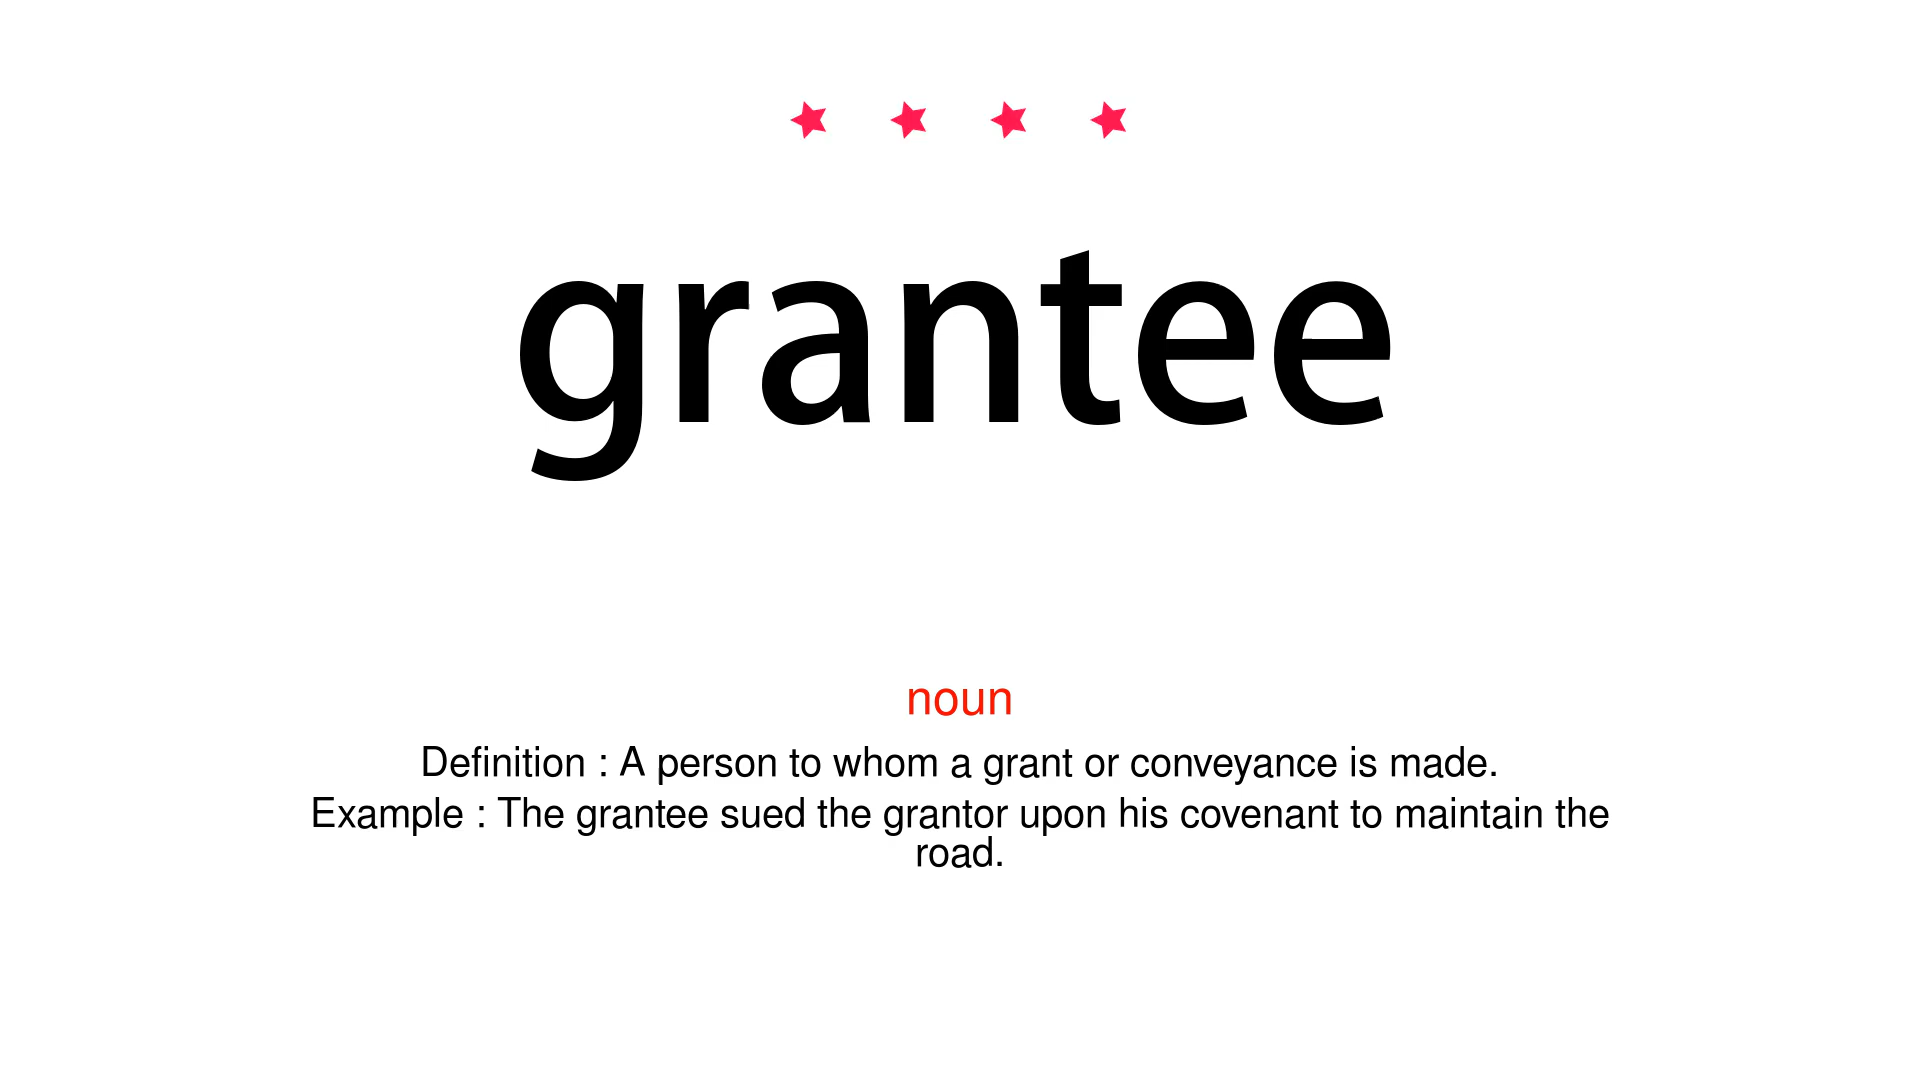 grantee
noun
Definition : A person to whom a grant or conveyance is made.
Example : The grantee sued the grantor upon his covenant to maintain the
road.